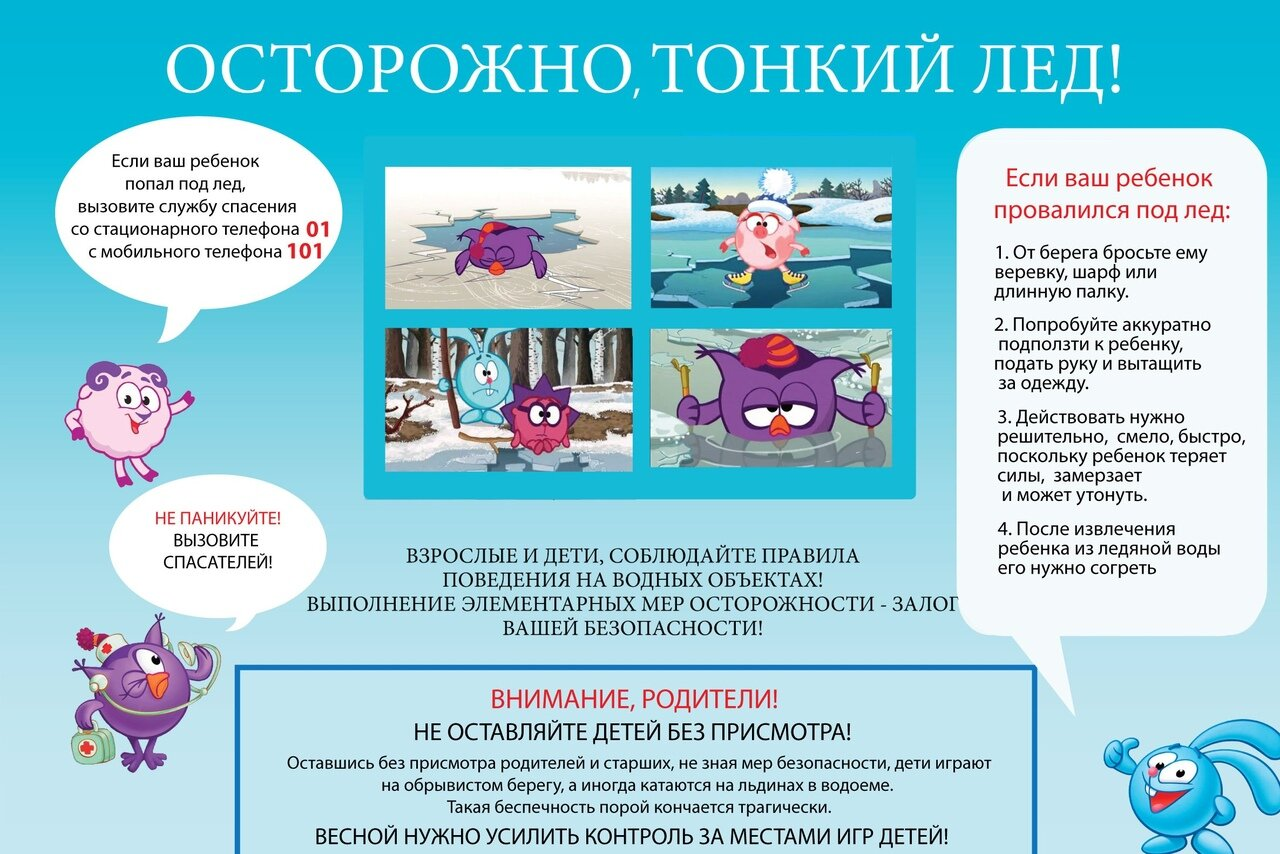 ОСТОРОЖНО, ТОНКИЙ ЛЕД!
Если ваш ребенок
попал под лед,
вызовите службу спасения
со стационарного телефона 01
с мобильного телефона 101
НЕ ПАНИКУЙТЕ!
ВЫЗОВИТЕ
СПАСАТЕЛЕЙ!
Если ваш ребенок
провалился под лед:
1. От берега бросьте ему
веревку, шарф или
длинную палку.
2. Попробуйте аккуратно
подползти к ребенку,
подать руку и вытащить
за одежду.
3. Действовать нужно
решительно, смело, быстро,
поскольку ребенок теряет
силы, замерзает
и может утонуть.
4. После извлечения
ребенка из ледяной воды
его нужно согреть
ВЗРОСЛЫЕ И ДЕТИ, СОБЛЮДАЙТЕ ПРАВИЛА
ПОВЕДЕНИЯ НА ВОДНЫХ ОБЪЕКТАХ!
ВЫПОЛНЕНИЕ ЭЛЕМЕНТАРНЫХ МЕР ОСТОРОЖНОСТИ - ЗАЛОГ
ВАШЕЙ БЕЗОПАСНОСТИ!
ВНИМАНИЕ, РОДИТЕЛИ!
НЕ ОСТАВЛЯЙТЕ ДЕТЕЙ БЕЗ ПРИСМОТРА!
Оставшись без присмотра родителей и старших, не зная мер безопасности, дети играют
на обрывистом берегу, а иногда катаются на льдинах в водоеме.
Такая беспечность порой кончается трагически.
ВЕСНОЙ НУЖНО УСИЛИТЬ КОНТРОЛЬ ЗА МЕСТАМИ ИГР ДЕТЕЙ!